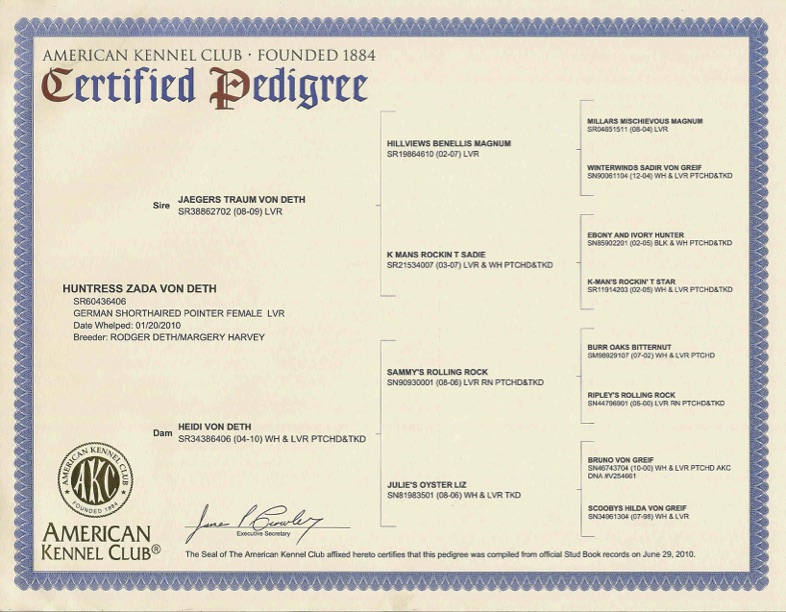 AMERICAN KENNEL CLUB · FOUNDED 1884
Certified Pedigree
MILLARS MISCHIEVOUS MAGNUM
SR04651511 (08-04) LVR
HILLVIEWS BENELLIS MAGNUM
SR19864610 (02-07) LVR
WINTERWINDS SADIR VON GREIF
SN90061104 (12-04) WH & LVR PTCHD&TKD
Sire
JAEGERS TRAUM VON DETH
SR38862702 (08-09) LVR
EBONY AND IVORY HUNTER
SN85902201 (02-05) BLK & WH PTCHD&TKD
K MANS ROCKIN T SADIE
SR21534007 (03-07) LVR & WH PTCHD&TKD
K-MAN'S ROCKIN' T STAR
SR11914203 (02-05) WH & LVR PTCHD&TKD
HUNTRESS ZADA VON DETH
SR60436406
GERMAN SHORTHAIRED POINTER FEMALE LVR
Date Whelped: 01/20/2010
Breeder: RODGER DETH/MARGERY HARVEY
BURR OAKS BITTERNUT
SM98929107 (07-02) WH & LVR PTCHD
SAMMY'S ROLLING ROCK
SN90930001 (08-06) LVR RN PTCHD&TKD
RIPLEY'S ROLLING ROCK
SN44796901 (05-00) LVR RN PTCHD&TKD
Dam
HEIDI VON DETH
SR34386406 (04-10) WH & LVR PTCHD&TKD
BRUNO VON GREIF
SN46743704 (10-00) WH & LVR PTCHD AKC
DNA #V254661
JULIE'S OYSTER LIZ
SN81983501 (08-06) WH & LVR TKD
SCOOBYS HILDA VON GREIF
SN34961304 (07-98) WH & LVR
AMERICAN KENNEL CLUB
AKC
FOUNDED 1884
AMERICAN
KENNEL CLUB®
James P Crowley
Executive Secretary
The Seal of The American Kennel Club affixed hereto certifies that this pedigree was compiled from official Stud Book records on June 29, 2010.